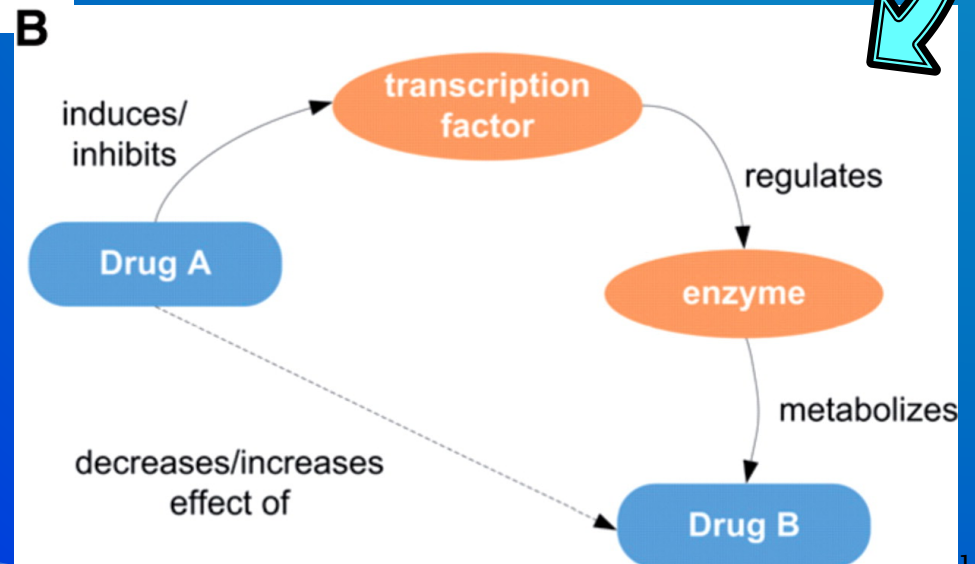 B
transcription
factor
induces/
inhibits
regulates
Drug A
enzyme
metabolizes
decreases/increases
effect of
Drug B